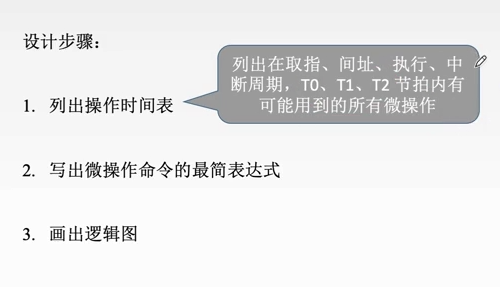 设计步骤：
列出在取指、间址、执行、中
断周期，T0、T1、T2 节拍内有
可能用到的所有微操作
1. 列出操作时间表
2. 写出微操作命令的最简表达式
3. 画出逻辑图